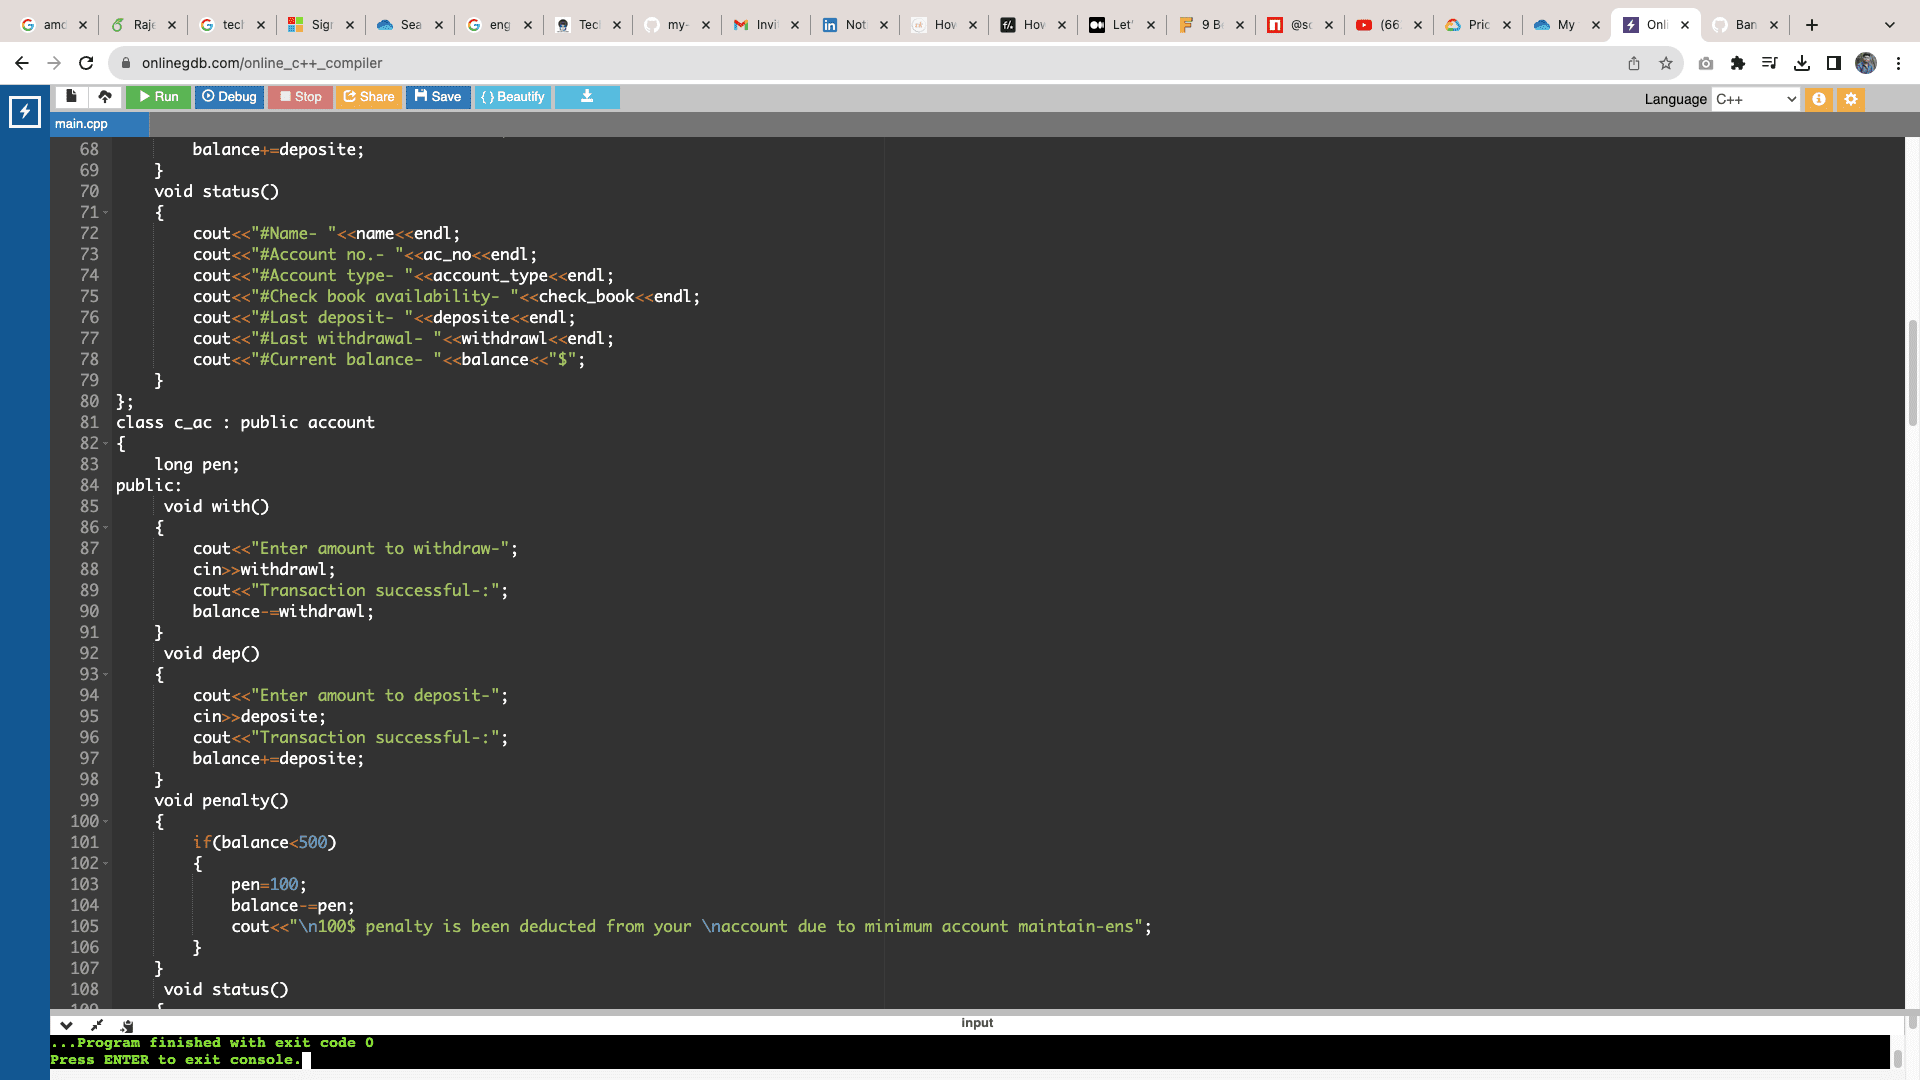 amc
Raje
tech
Sign
Sea
eng
Tecl
my-
Invi
Not
How
How
Let'
9 B
@sc
(66
Pric
My
Onli
Ban
onlinegdb.com/online_c++_compiler
Run Debug Stop Share Save { } Beautify Language C++
main.cpp
68 balance+=deposite;
69 }
70 void status()
71 {
72 cout<<"#Name- "<<name<<endl;
73 cout<<"#Account no.- "<<ac_no<<endl;
74 cout<<"#Account type- "<<account_type<<endl;
75 cout<<"#Check book availability- "<<check_book<<endl;
76 cout<<"#Last deposit- "<<deposite<<endl;
77 cout<<"#Last withdrawal- "<<withdrawl<<endl;
78 cout<<"#Current balance- "<<balance<<"$";
79 }
80 };
81 class c_ac : public account
82 {
83 long pen;
84 public:
85 void with()
86 {
87 cout<<"Enter amount to withdraw-";
88 cin>>withdrawl;
89 cout<<"Transaction successful-:";
90 balance-=withdrawl;
91 }
92 void dep()
93 {
94 cout<<"Enter amount to deposit-";
95 cin>>deposite;
96 cout<<"Transaction successful-:";
97 balance+=deposite;
98 }
99 void penalty()
100 {
101 if(balance<500)
102 {
103 pen=100;
104 balance-=pen;
105 cout<<"\n100$ penalty is been deducted from your \naccount due to minimum account maintain-ens";
106 }
107 }
108 void status()
109 {
input
...Program finished with exit code 0
Press ENTER to exit console.